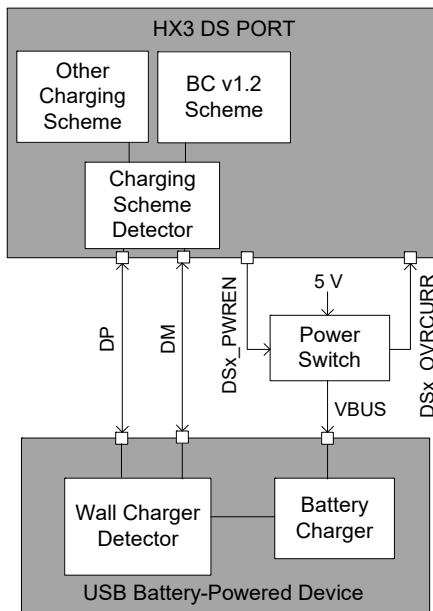 HX3 DS PORT
Other
Charging
Scheme
BC v1.2
Scheme
Charging
Scheme
Detector
DP
DM
DSx_PWREN
5 V
Power
Switch
DSx_OVRCURR
VBUS
Wall Charger
Detector
Battery
Charger
USB Battery-Powered Device